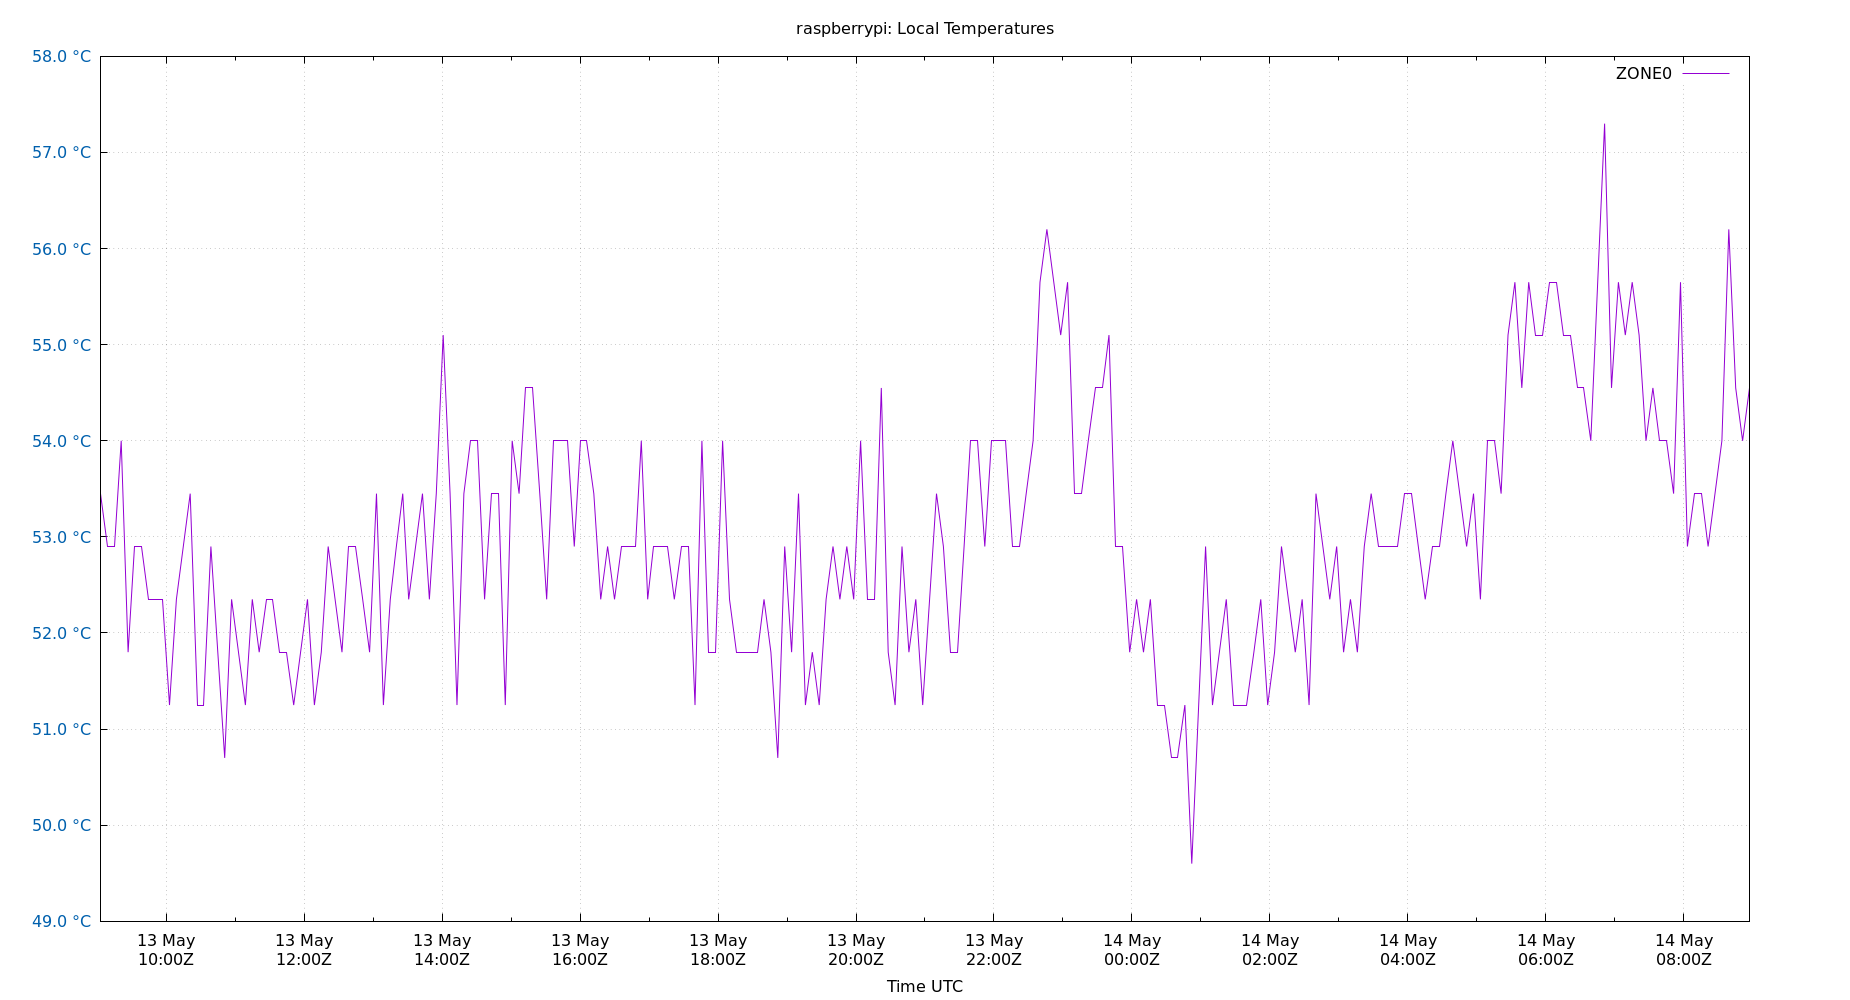 raspberrypi: Local Temperatures
58.0 °C
ZONE0
57.0 °C
56.0 °C
55.0 °C
54.0 °C
53.0 °C
52.0 °C
51.0 °C
50.0 °C
49.0 °C
13 May 13 May 13 May 13 May 13 May 13 May 13 May 14 May 14 May 14 May 14 May 14 May
10:00Z 12:00Z 14:00Z 16:00Z 18:00Z 20:00Z 22:00Z 00:00Z 02:00Z 04:00Z 06:00Z 08:00Z
Time UTC